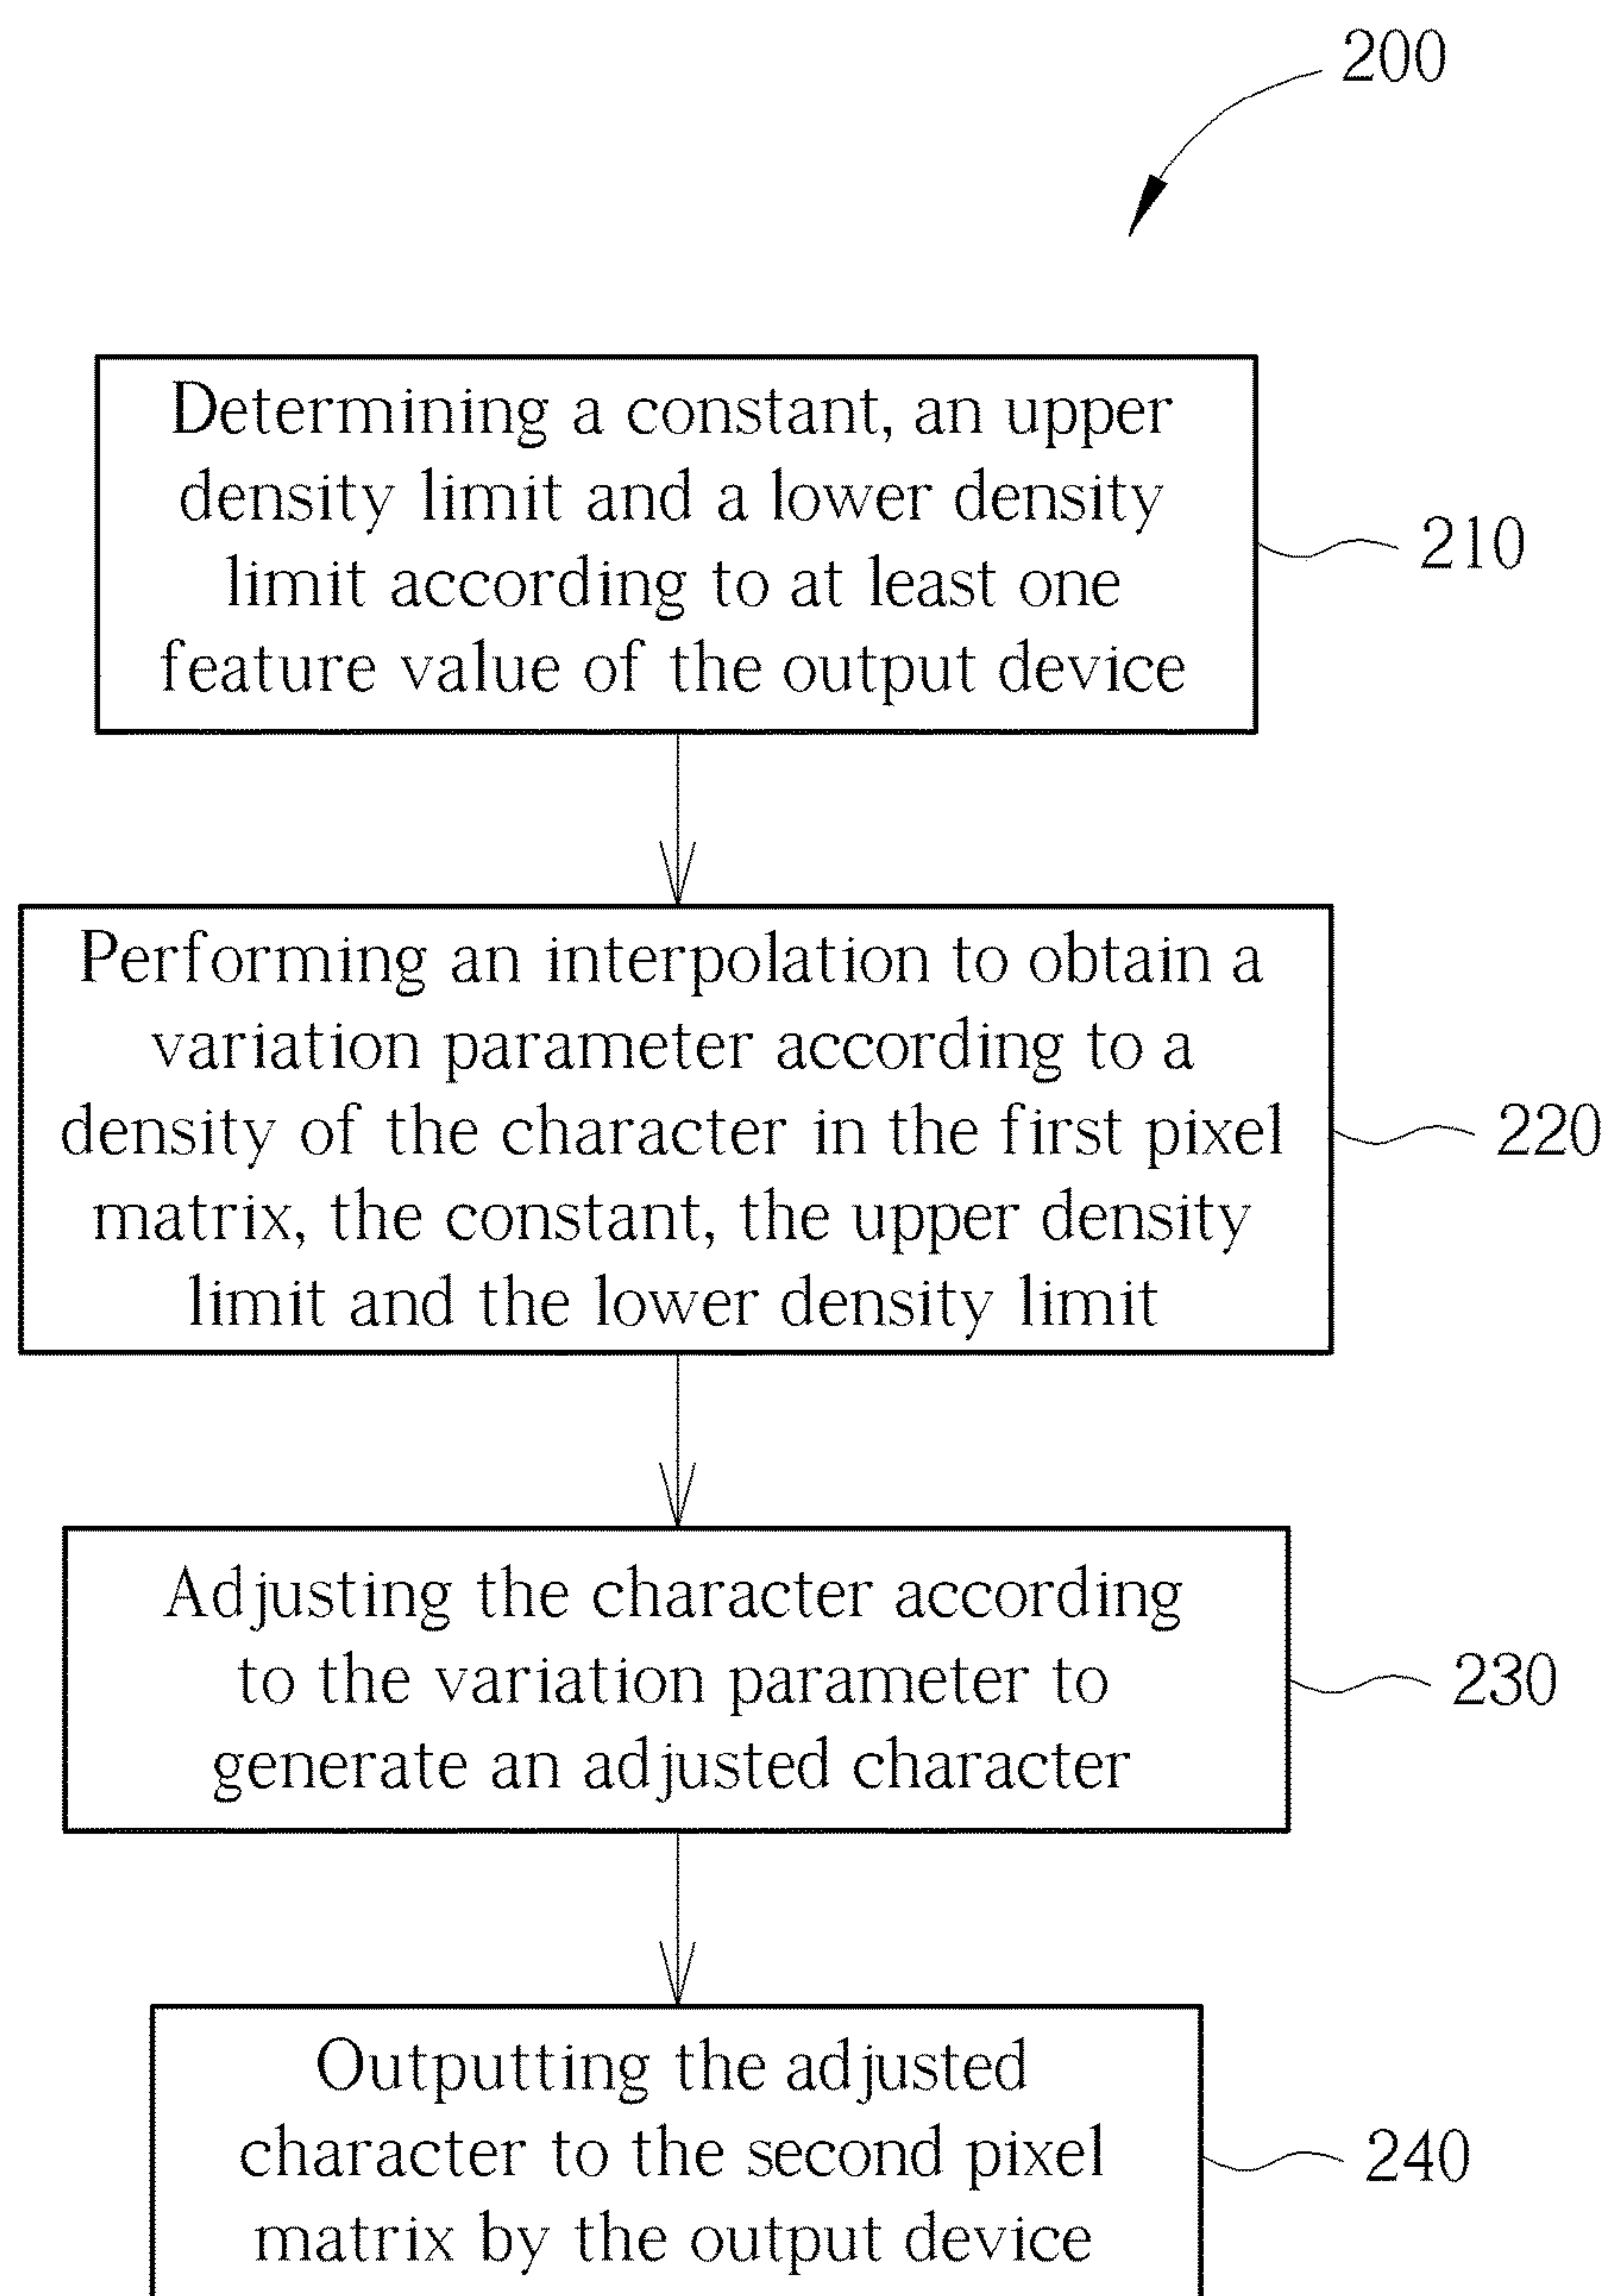 200
Determining a constant, an upper
density limit and a lower density
limit according to at least one
feature value of the output device
210
Performing an interpolation to obtain a
variation parameter according to a
density of the character in the first pixel
matrix, the constant, the upper density
limit and the lower density limit
220
Adjusting the character according
to the variation parameter to
generate an adjusted character
230
Outputting the adjusted
character to the second pixel
matrix by the output device
240